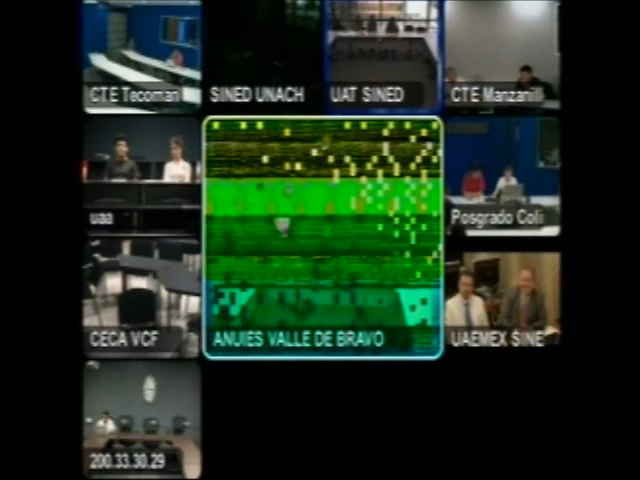 CTE Tecoman
SINED UNACH
UAT SINED
CTE Manzanill
uaa
Posgrado Coli
CECA VCF
ANUIES VALLE DE BRAVO
UAEMEX SINE
200.33.30.29